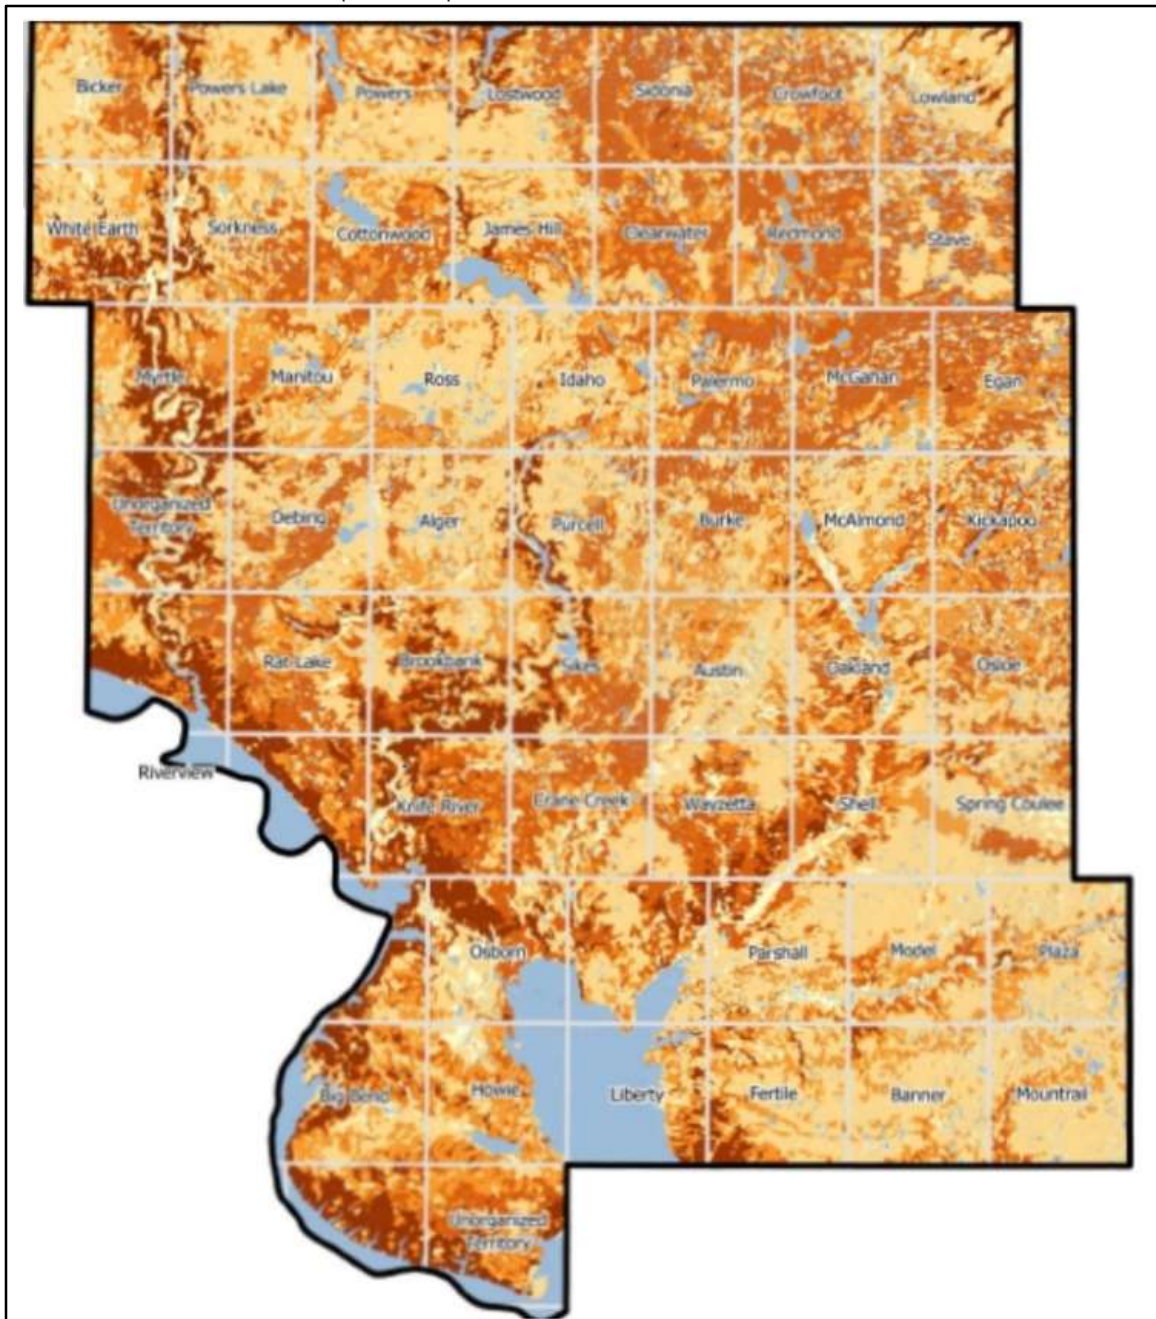 Bicker
Powers Lake
Powers
Lostwood
Sidonia
Crowfoot
Lowland
White Earth
Sorkness
Cottonwood
James Hill
Clearwater
Redmond
Stave
Myrtle
Manitou
Ross
Idaho
Palermo
McGahan
Egan
Unorganized
Territory
Debing
Alger
Purcell
Burke
McAlmond
Kickapoo
Rat Lake
Brookbank
Sikes
Austin
Oakland
Osloe
Riverview
Knife River
Crane Creek
Wayzetta
Shell
Spring Coulee
Osborn
Parshall
Model
Plaza
Big Bend
Howie
Liberty
Fertile
Banner
Mountrail
Unorganized
Territory